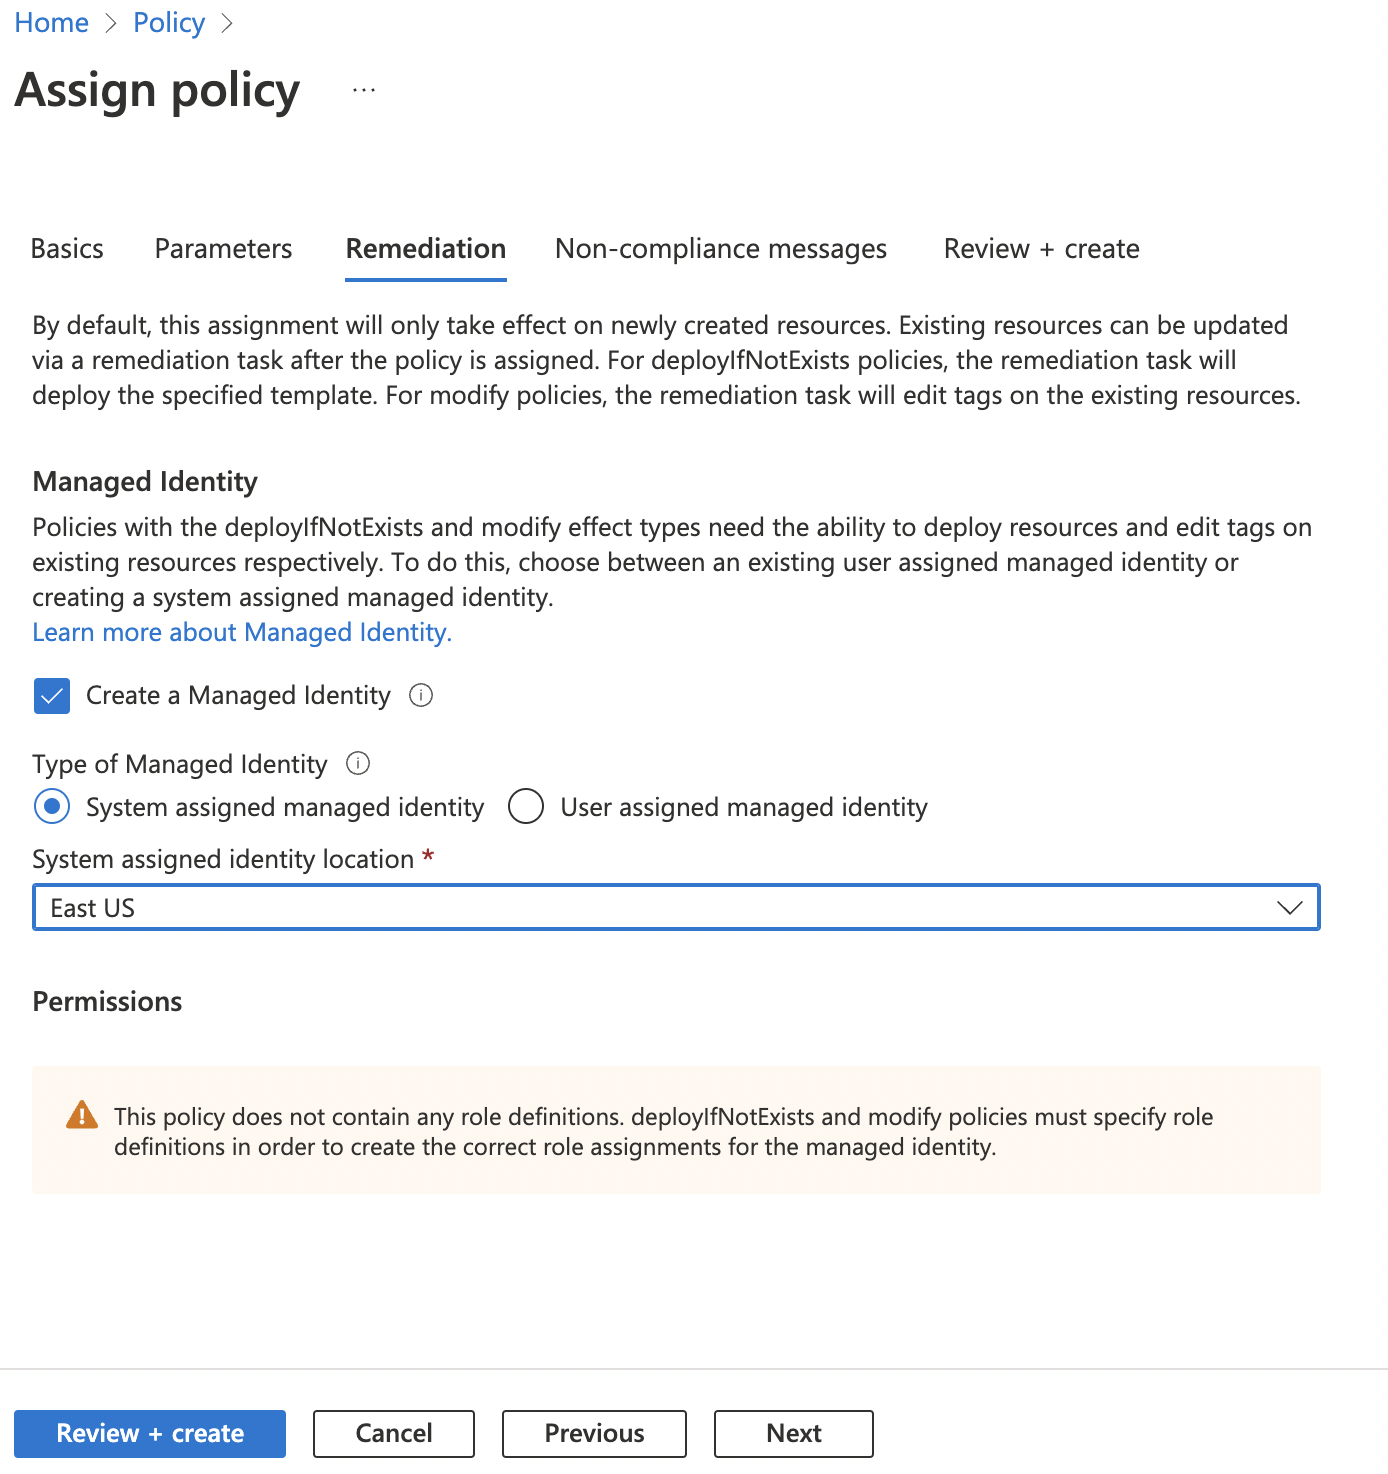 Home > Policy >
Assign policy ...
Basics Parameters Remediation Non-compliance messages Review + create
By default, this assignment will only take effect on newly created resources. Existing resources can be updated
via a remediation task after the policy is assigned. For deployIfNotExists policies, the remediation task will
deploy the specified template. For modify policies, the remediation task will edit tags on the existing resources.
Managed Identity
Policies with the deployIfNotExists and modify effect types need the ability to deploy resources and edit tags on
existing resources respectively. To do this, choose between an existing user assigned managed identity or
creating a system assigned managed identity.
Learn more about Managed Identity.
Create a Managed Identity
Type of Managed Identity
System assigned managed identity User assigned managed identity
System assigned identity location *
East US
Permissions
This policy does not contain any role definitions. deployIfNotExists and modify policies must specify role
definitions in order to create the correct role assignments for the managed identity.
Review + create Cancel Previous Next